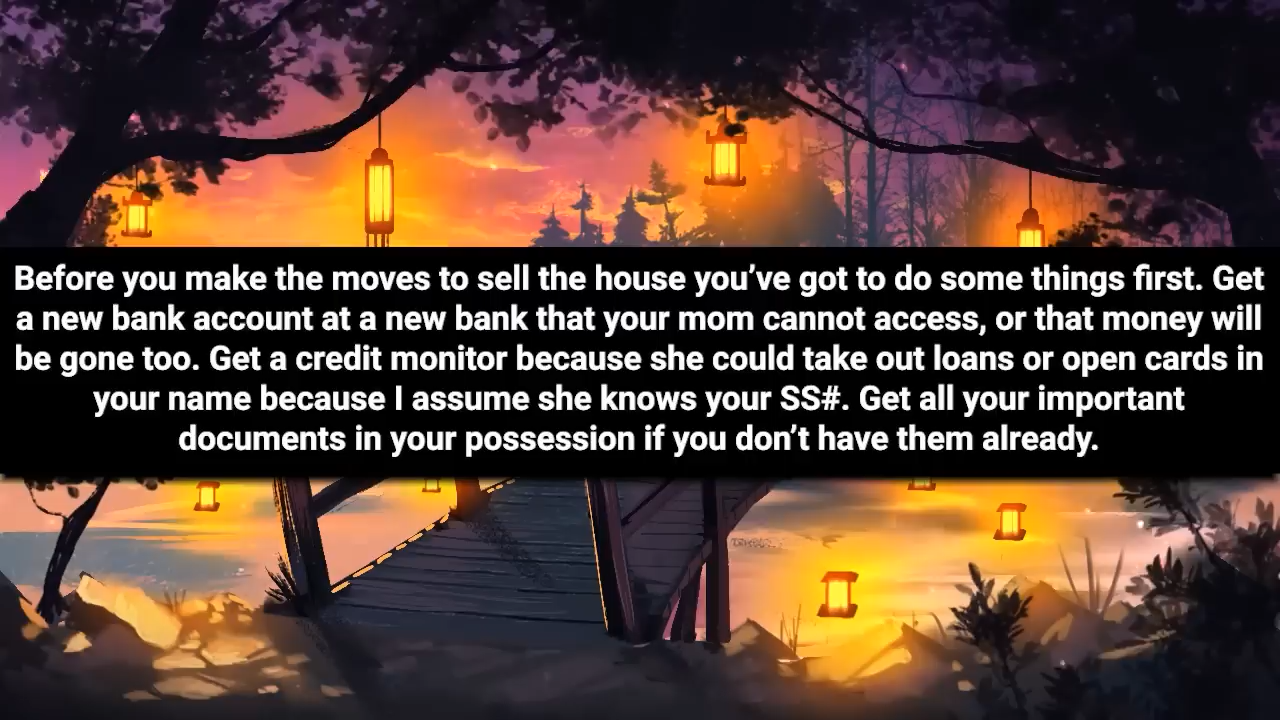 Before you make the moves to sell the house you’ve got to do some things first. Get
a new bank account at a new bank that your mom cannot access, or that money will
be gone too. Get a credit monitor because she could take out loans or open cards in
your name because I assume she knows your SS#. Get all your important
documents in your possession if you don’t have them already.